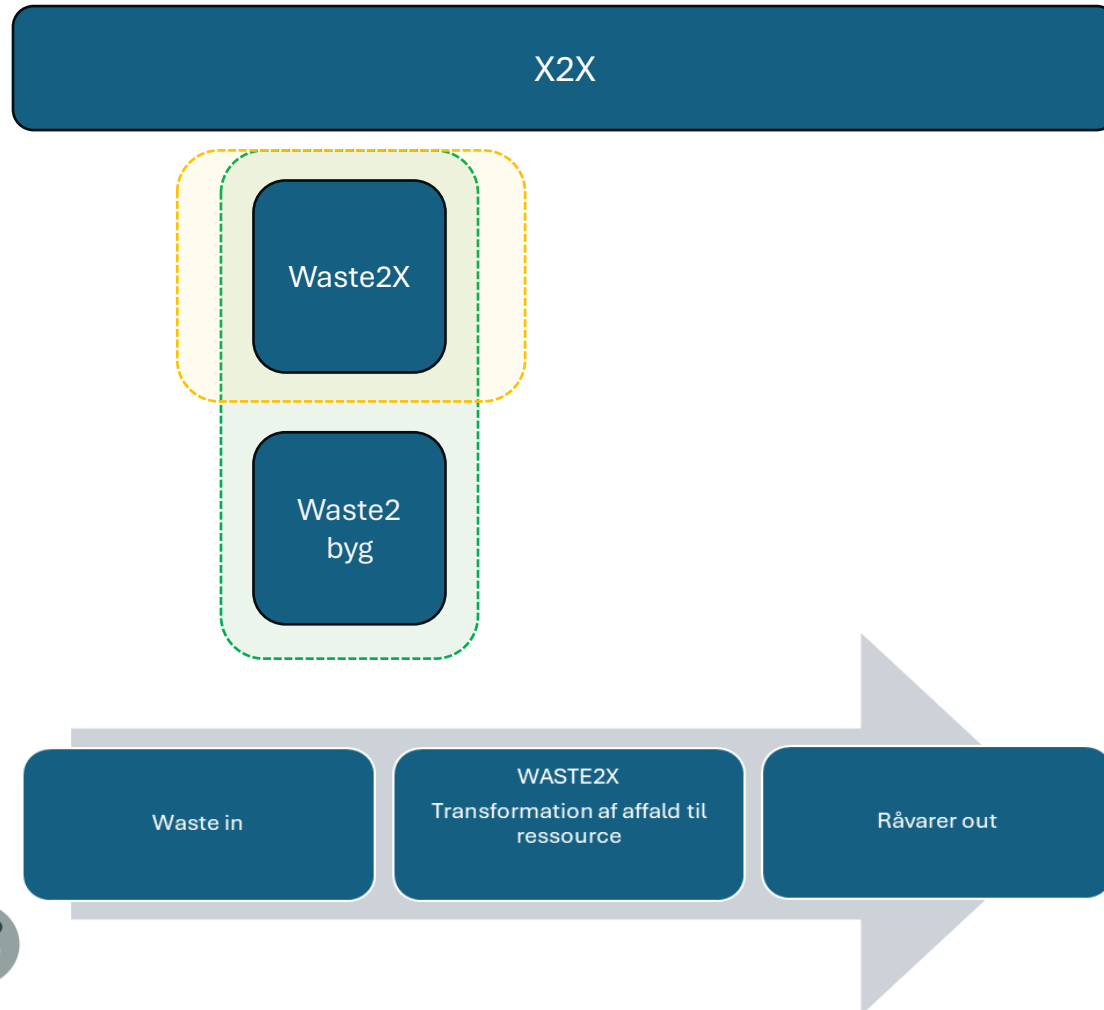 X2X
Waste2X
Waste2
byg
Waste in
WASTE2X
Transformation af affald til
ressource
Råvarer out